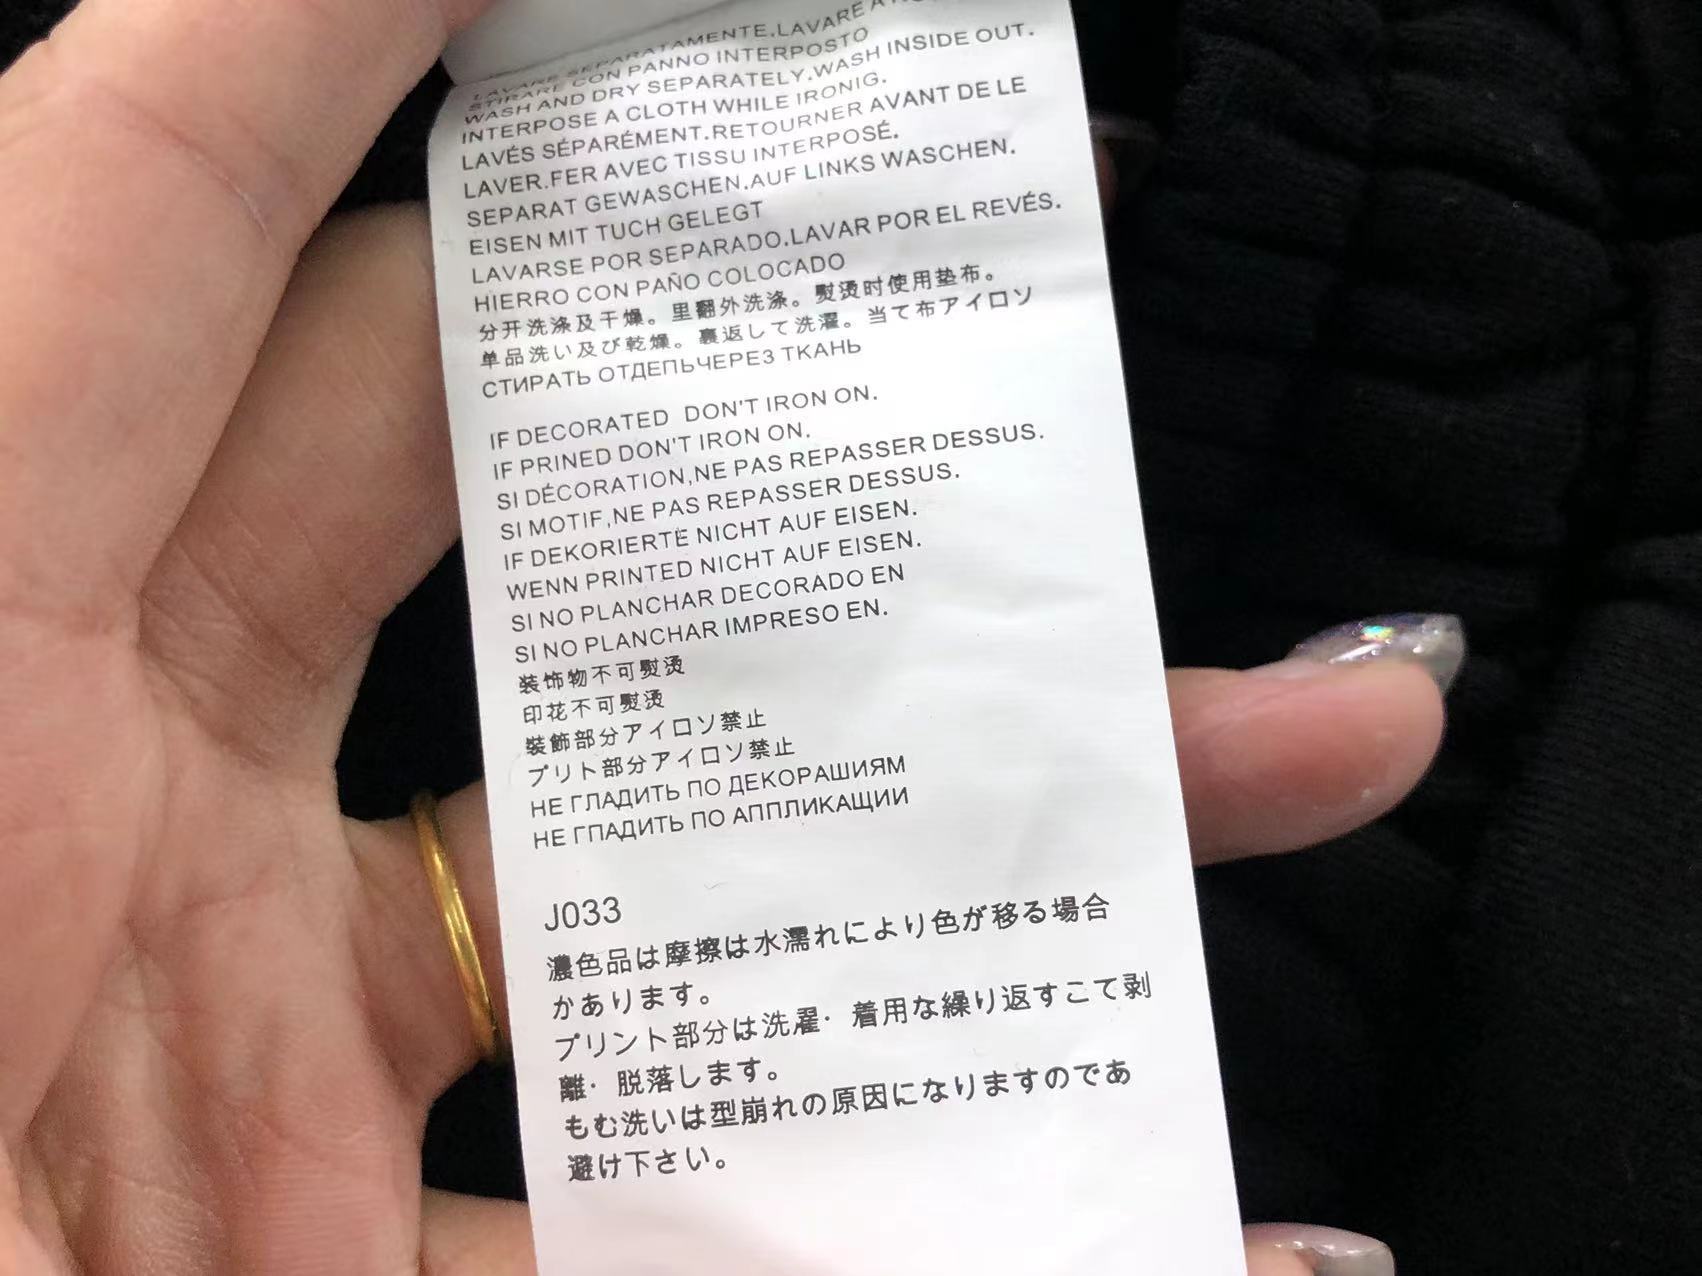 LAVARE SEPARATAMENTE.LAVARE A
STIRARE CON PANNO INTERPOSTO
WASH AND DRY SEPARATELY.WASH INSIDE OUT.
INTERPOSE A CLOTH WHILE IRONIG.
LAVÉS SÉPARÉMENT.RETOURNER AVANT DE LE
LAVER.FER AVEC TISSU INTERPOSÉ.
SEPARAT GEWASCHEN.AUF LINKS WASCHEN.
EISEN MIT TUCH GELEGT
LAVARSE POR SEPARADO.LAVAR POR EL REVÉS.
HIERRO CON PAÑO COLOCADO
分开洗涤及干燥。里翻外洗涤。熨烫时使用垫布。
单品洗い及び乾燥。裏返して洗濯。当て布アイロソ
СТИРАТЬ ОТДЕПЬЧЕРЕЗ ТКАНЬ
IF DECORATED DON'T IRON ON.
IF PRINED DON'T IRON ON.
SI DÉCORATION,NE PAS REPASSER DESSUS.
SI MOTIF,NE PAS REPASSER DESSUS.
IF DEKORIERTE NICHT AUF EISEN.
WENN PRINTED NICHT AUF EISEN.
SI NO PLANCHAR DECORADO EN
SI NO PLANCHAR IMPRESO EN.
装饰物不可熨烫
印花不可熨烫
装飾部分アイロソ禁止
プリト部分アイロソ禁止
НЕ ГЛАДИТЬ ПО ДЕКОРАШИЯМ
НЕ ГПАДИТЬ ПО АППЛИКАЩИИ
J033
濃色品は摩擦は水濡れにより色が移る場合
かあります。
プリント部分は洗濯·着用な繰り返すこて剥
離·脱落します。
もむ洗いは型崩れの原因になりますのであ
避け下さい。